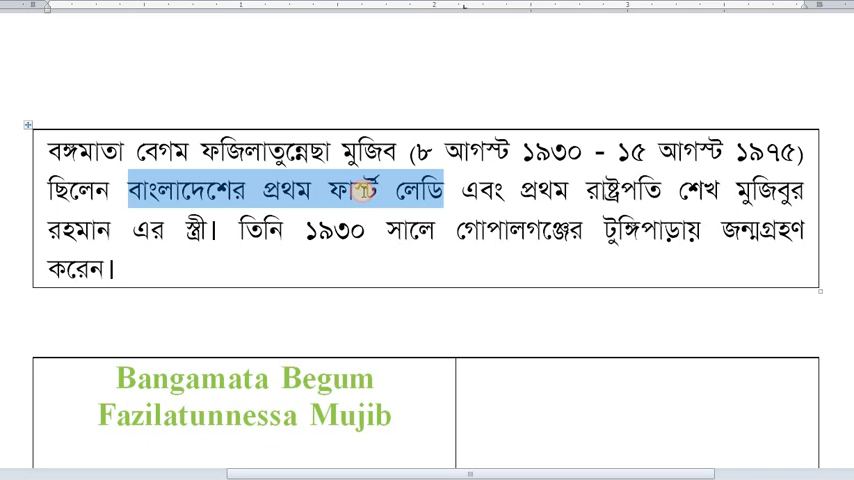 বঙ্গমাতা বেগম ফজিলাতুন্নেছা মুজিব (৮ আগস্ট ১৯৩০ - ১৫ আগস্ট ১৯৭৫)
ছিলেন বাংলাদেশের প্রথম ফার্স্ট লেডি এবং প্রথম রাষ্ট্রপতি শেখ মুজিবুর
রহমান এর স্ত্রী। তিনি ১৯৩০ সালে গোপালগঞ্জের টুঙ্গিপাড়ায় জন্মগ্রহণ
করেন।
Bangamata Begum
Fazilatunnessa Mujib